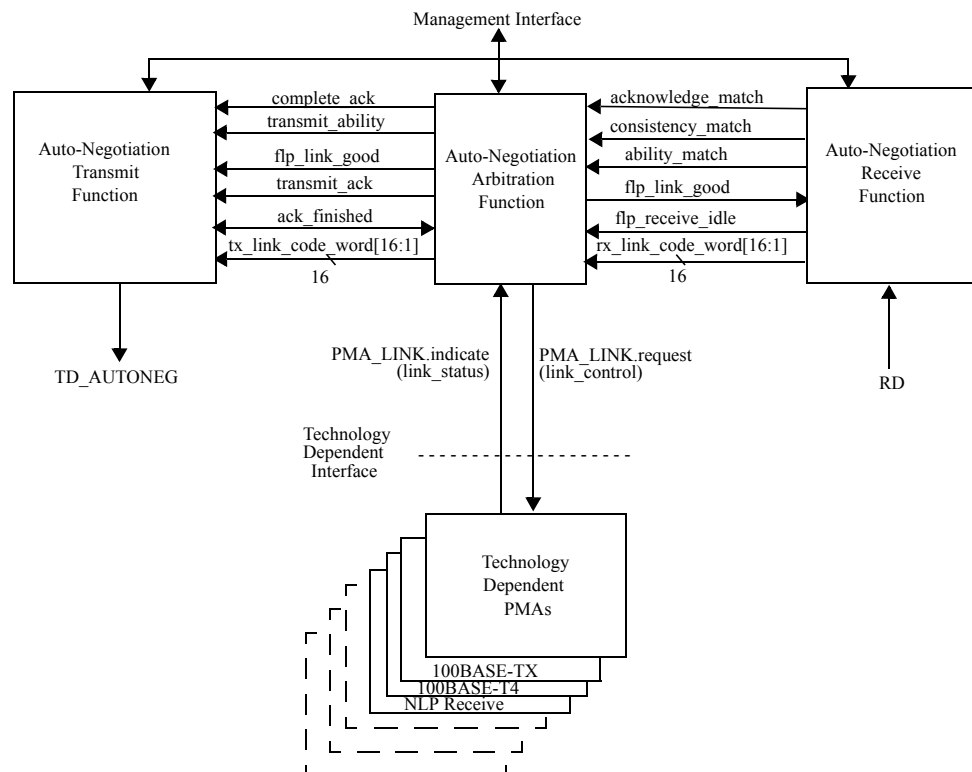 Management Interface
Auto-Negotiation
Transmit
Function
complete_ack
transmit_ability
flp_link_good
transmit_ack
ack_finished
tx_link_code_word[16:1]
16
Auto-Negotiation
Arbitration
Function
acknowledge_match
consistency_match
ability_match
flp_link_good
flp_receive_idle
rx_link_code_word[16:1]
16
Auto-Negotiation
Receive
Function
TD_AUTONEG
PMA_LINK.indicate
(link_status)
PMA_LINK.request
(link_control)
RD
Technology
Dependent
Interface
Technology
Dependent
PMAs
100BASE-TX
100BASE-T4
NLP Receive